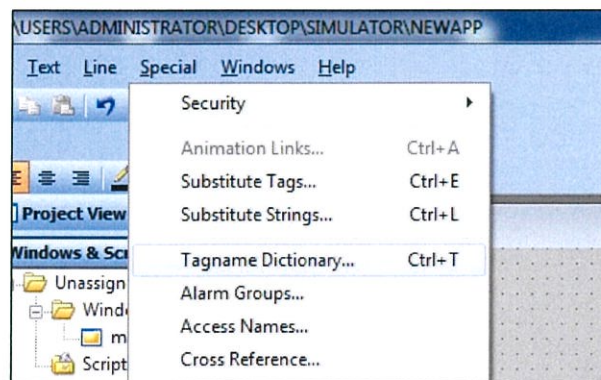 \USERS\ADMINISTRATOR\DESKTOP\SIMULATOR\NEWAPP
Text Line Special Windows Help
Security
Animation Links... Ctrl+A
Substitute Tags... Ctrl+E
Substitute Strings... Ctrl+L
Project View
Windows & Scr
Tagname Dictionary... Ctrl+T
Unassign
Alarm Groups...
Wind
Access Names...
m
Script
Cross Reference...